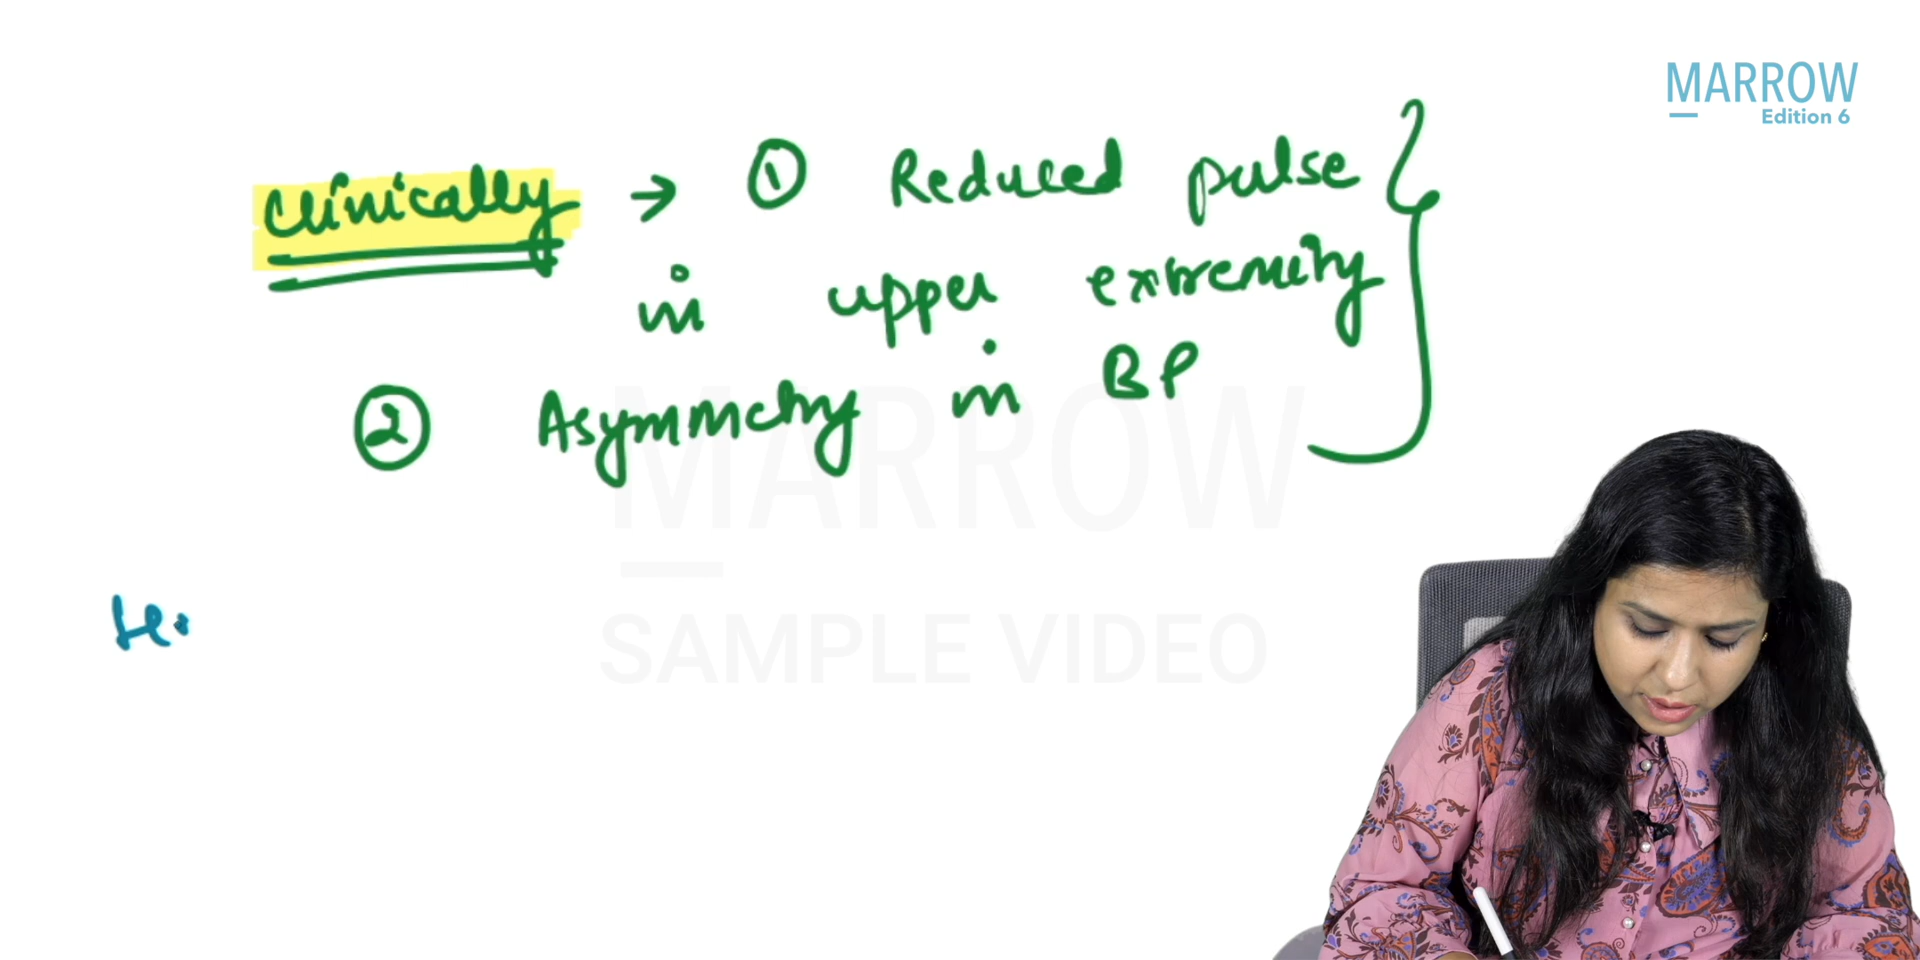 MARROW
Edition 6
Clinically → ① Reduced pulse
in upper extremity
② Asymmetry in BP
MARROW
SAMPLE VIDEO